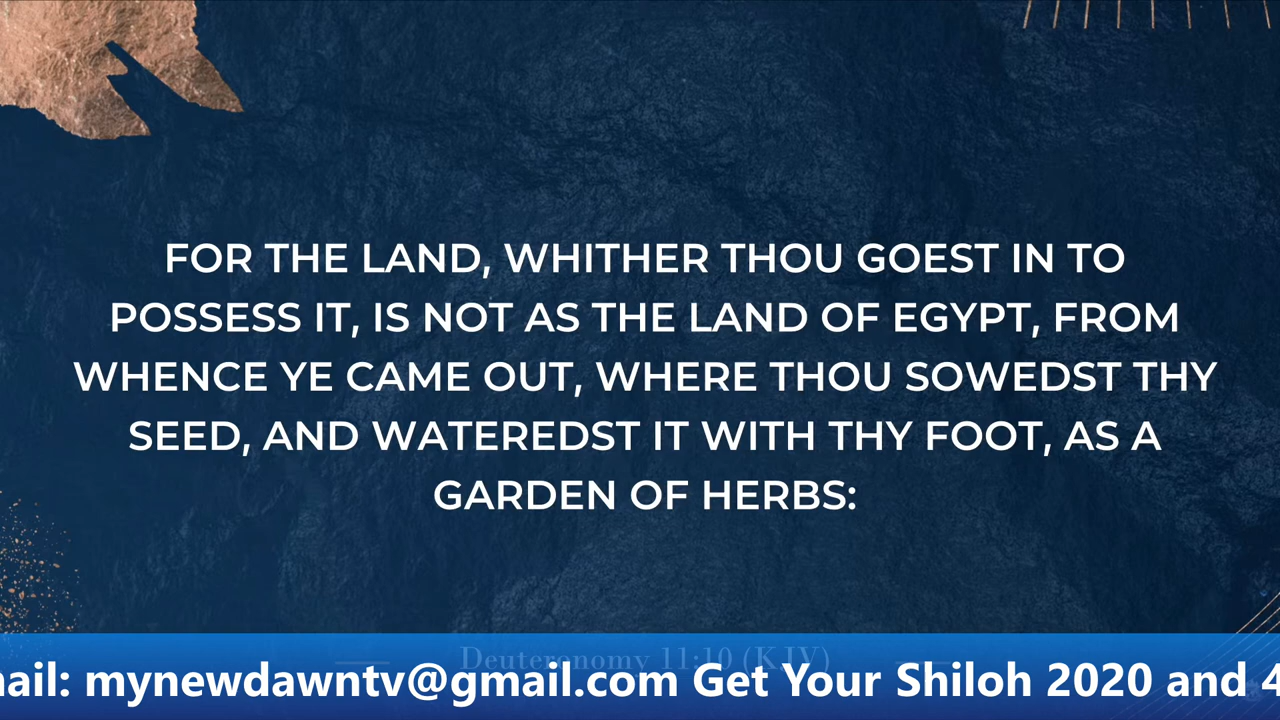 FOR THE LAND, WHITHER THOU GOEST IN TO
POSSESS IT, IS NOT AS THE LAND OF EGYPT, FROM
WHENCE YE CAME OUT, WHERE THOU SOWEDST THY
SEED, AND WATEREDST IT WITH THY FOOT, AS A
GARDEN OF HERBS:
Deuteronomy 11:10 (KJV)
ail: mynewdawntv@gmail.com Get Your Shiloh 2020 and 4